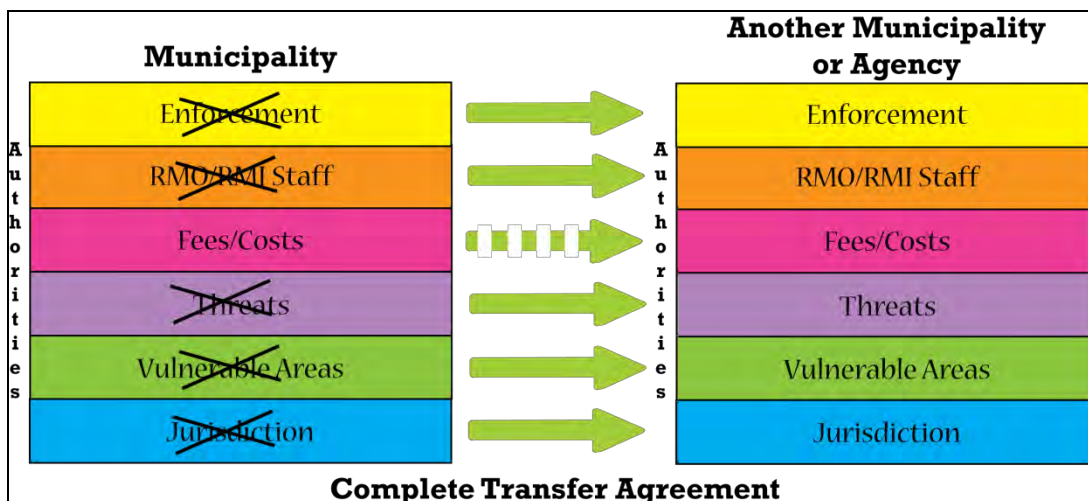 Municipality
Another Municipality
or Agency
Authorities
Enforcement
RMO/RMI Staff
Fees/Costs
Threats
Vulnerable Areas
Jurisdiction
Authorities
Enforcement
RMO/RMI Staff
Fees/Costs
Threats
Vulnerable Areas
Jurisdiction
Complete Transfer Agreement